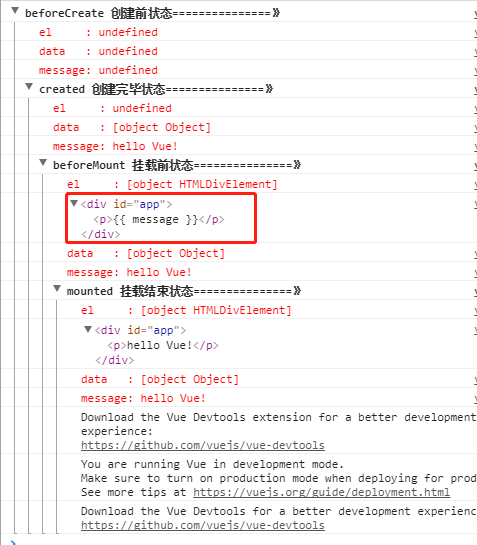 beforeCreate 创建前状态===============》
el : undefined
data : undefined
message: undefined
created 创建完毕状态===============》
el : undefined
data : [object Object]
message: hello Vue!
beforeMount 挂载前状态===============》
el : [object HTMLDivElement]
<div id="app">
<p>{{ message }}</p>
</div>
data : [object Object]
message: hello Vue!
mounted 挂载结束状态===============》
el : [object HTMLDivElement]
<div id="app">
<p>hello Vue!</p>
</div>
data : [object Object]
message: hello Vue!
Download the Vue Devtools extension for a better development
experience:
https://github.com/vuejs/vue-devtools
You are running Vue in development mode.
Make sure to turn on production mode when deploying for prod
See more tips at https://vuejs.org/guide/deployment.html
Download the Vue Devtools for a better development experienc
https://github.com/vuejs/vue-devtools